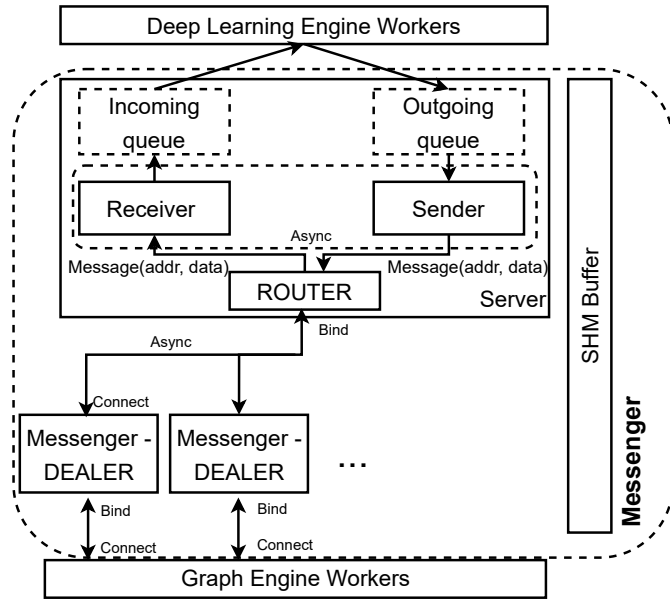 Deep Learning Engine Workers
Incoming
queue
Outgoing
queue
Receiver
Sender
Async
Message(addr, data)
Message(addr, data)
ROUTER
Server
Bind
Async
Connect
Messenger -
DEALER
Messenger -
DEALER
...
Bind
Bind
Connect
Connect
Graph Engine Workers
SHM Buffer
Messenger